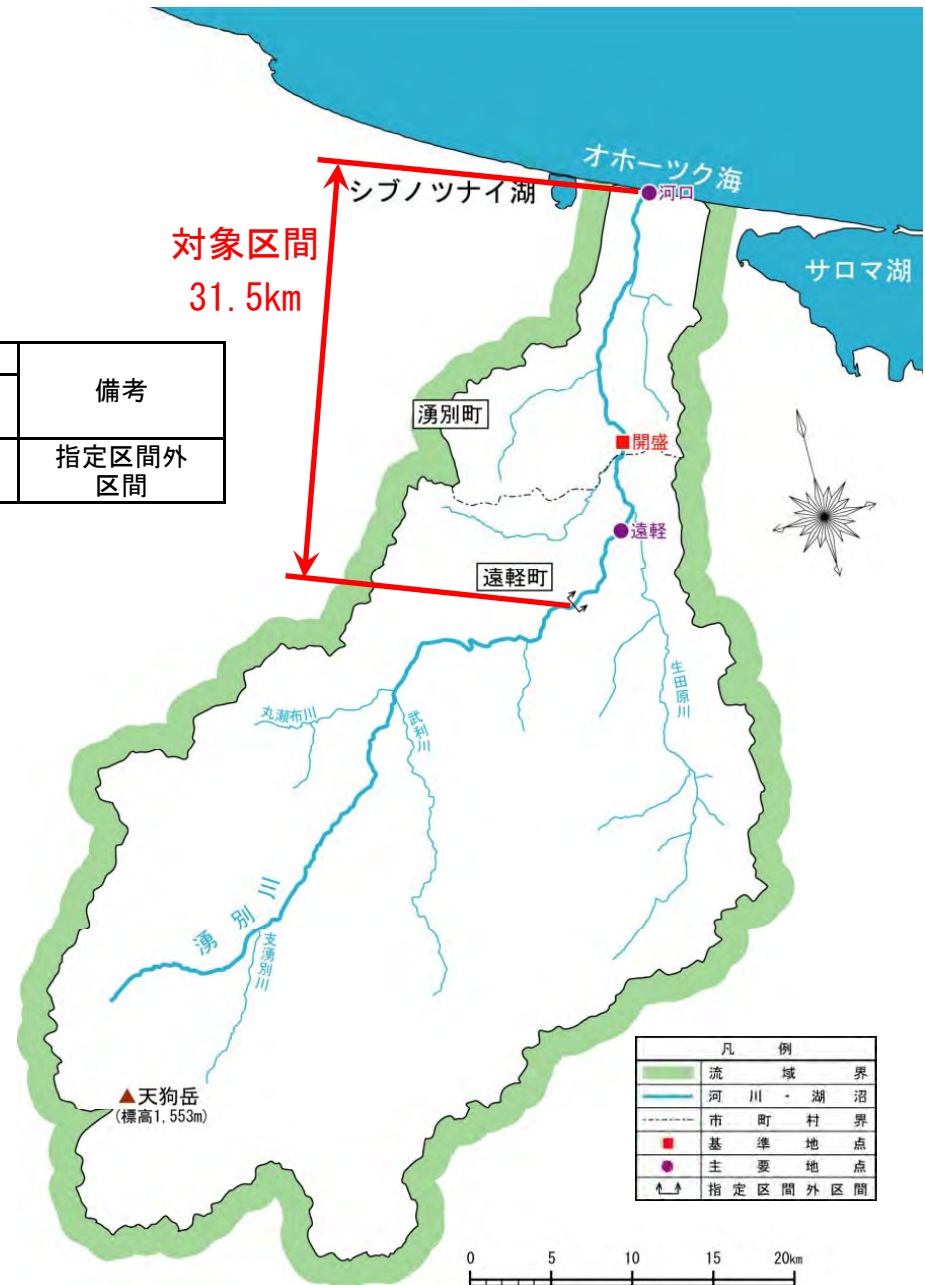 オホーツク海
河口
シブノツナイ湖
対象区間
31.5km
サロマ湖
備考
指定区間外
区間
湧別町
開盛
遠軽
遠軽町
生田原川
丸瀬布川
武利川
湧別川
支湧別川
天狗岳
(標高1,553m)
凡 例
流 域 界
河 川 ・ 湖 沼
市 町 村 界
基 準 地 点
主 要 地 点
指 定 区 間 外 区 間
0 5 10 15 20km